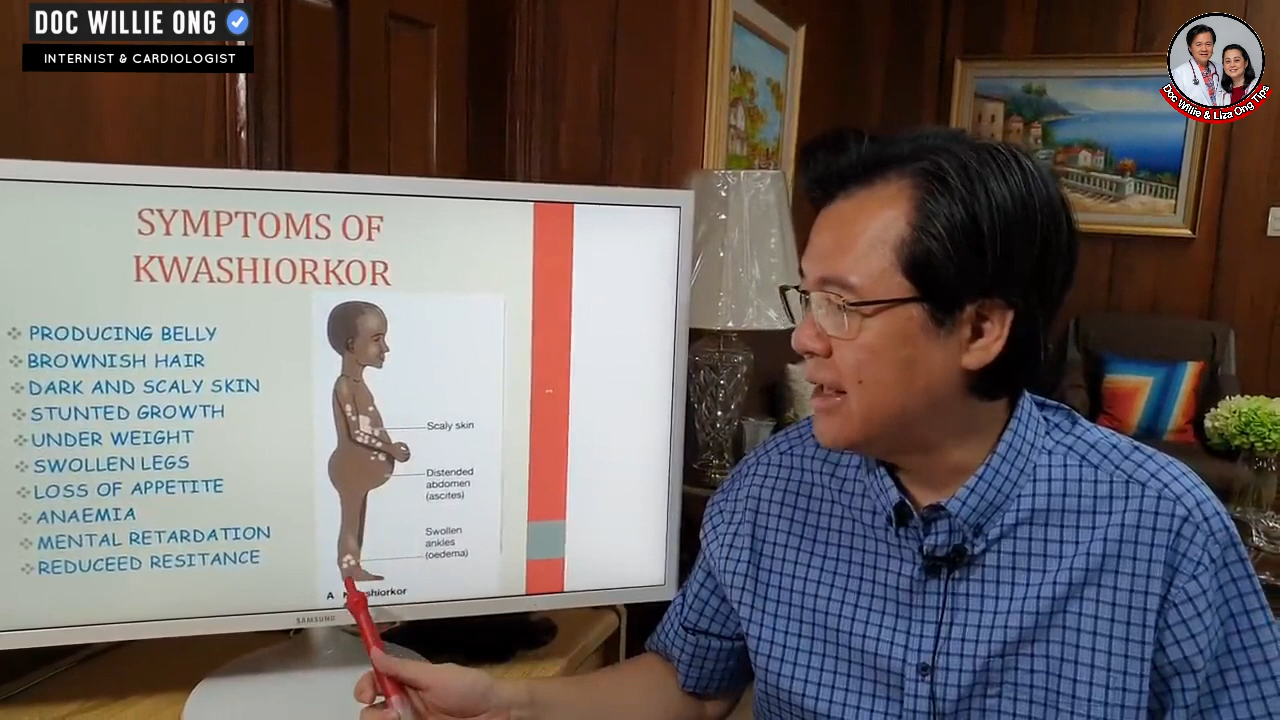 DOC WILLIE ONG
INTERNIST & CARDIOLOGIST
Doc Willie & Liza Ong Tips
SYMPTOMS OF
KWASHIORKOR
PRODUCING BELLY
BROWNISH HAIR
DARK AND SCALY SKIN
STUNTED GROWTH
UNDER WEIGHT
SWOLLEN LEGS
LOSS OF APPETITE
ANAEMIA
MENTAL RETARDATION
REDUCEED RESITANCE
Scaly skin
Distended
abdomen
(ascites)
Swollen
ankles
(oedema)
A
SAMSUNG